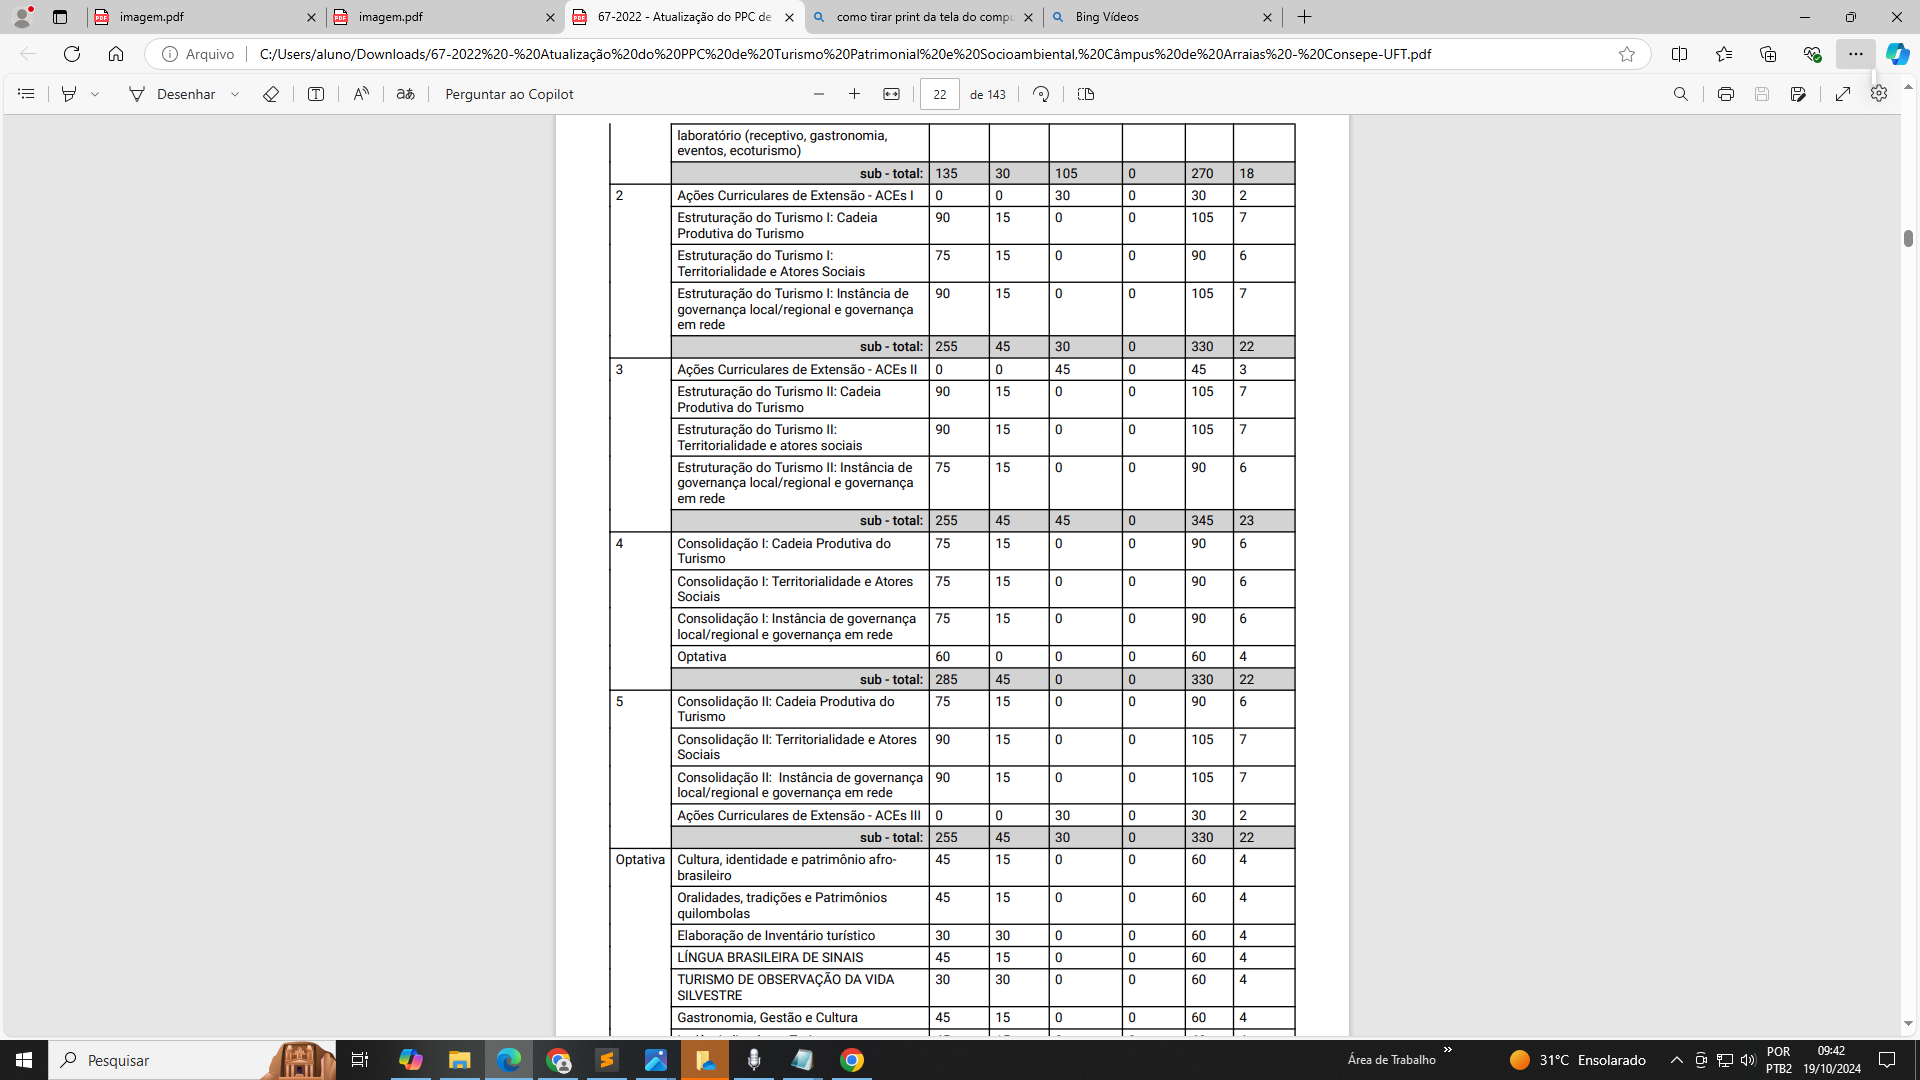 imagem.pdf
imagem.pdf
67-2022 - Atualização do PPC de
como tirar print da tela do compu
Bing Vídeos
Arquivo
C:/Users/aluno/Downloads/67-2022%20-%20Atualização%20do%20PPC%20de%20Turismo%20Patrimonial%20e%20Socioambiental,%20Câmpus%20de%20Arraias%20-%20Consepe-UFT.pdf
Desenhar
aあ
Perguntar ao Copilot
22 de 143
laboratório (receptivo, gastronomia,
eventos, ecoturismo)
sub - total: 135 30 105 0 270 18
2 Ações Curriculares de Extensão - ACEs I 0 0 30 0 30 2
Estruturação do Turismo I: Cadeia 90 15 0 0 105 7
Produtiva do Turismo
Estruturação do Turismo I: 75 15 0 0 90 6
Territorialidade e Atores Sociais
Estruturação do Turismo I: Instância de 90 15 0 0 105 7
governança local/regional e governança
em rede
sub - total: 255 45 30 0 330 22
3 Ações Curriculares de Extensão - ACEs II 0 0 45 0 45 3
Estruturação do Turismo II: Cadeia 90 15 0 0 105 7
Produtiva do Turismo
Estruturação do Turismo II: 90 15 0 0 105 7
Territorialidade e atores sociais
Estruturação do Turismo II: Instância de 75 15 0 0 90 6
governança local/regional e governança
em rede
sub - total: 255 45 45 0 345 23
4 Consolidação I: Cadeia Produtiva do 75 15 0 0 90 6
Turismo
Consolidação I: Territorialidade e Atores 75 15 0 0 90 6
Sociais
Consolidação I: Instância de governança 75 15 0 0 90 6
local/regional e governança em rede
Optativa 60 0 0 0 60 4
sub - total: 285 45 0 0 330 22
5 Consolidação II: Cadeia Produtiva do 75 15 0 0 90 6
Turismo
Consolidação II: Territorialidade e Atores 90 15 0 0 105 7
Sociais
Consolidação II: Instância de governança 90 15 0 0 105 7
local/regional e governança em rede
Ações Curriculares de Extensão - ACEs III 0 0 30 0 30 2
sub - total: 255 45 30 0 330 22
Optativa Cultura, identidade e patrimônio afro- 45 15 0 0 60 4
brasileiro
Oralidades, tradições e Patrimônios 45 15 0 0 60 4
quilombolas
Elaboração de Inventário turístico 30 30 0 0 60 4
LÍNGUA BRASILEIRA DE SINAIS 45 15 0 0 60 4
TURISMO DE OBSERVAÇÃO DA VIDA 30 30 0 0 60 4
SILVESTRE
Gastronomia, Gestão e Cultura 45 15 0 0 60 4
Pesquisar
Área de Trabalho
31°C Ensolarado
POR
PTB2
09:42
19/10/2024